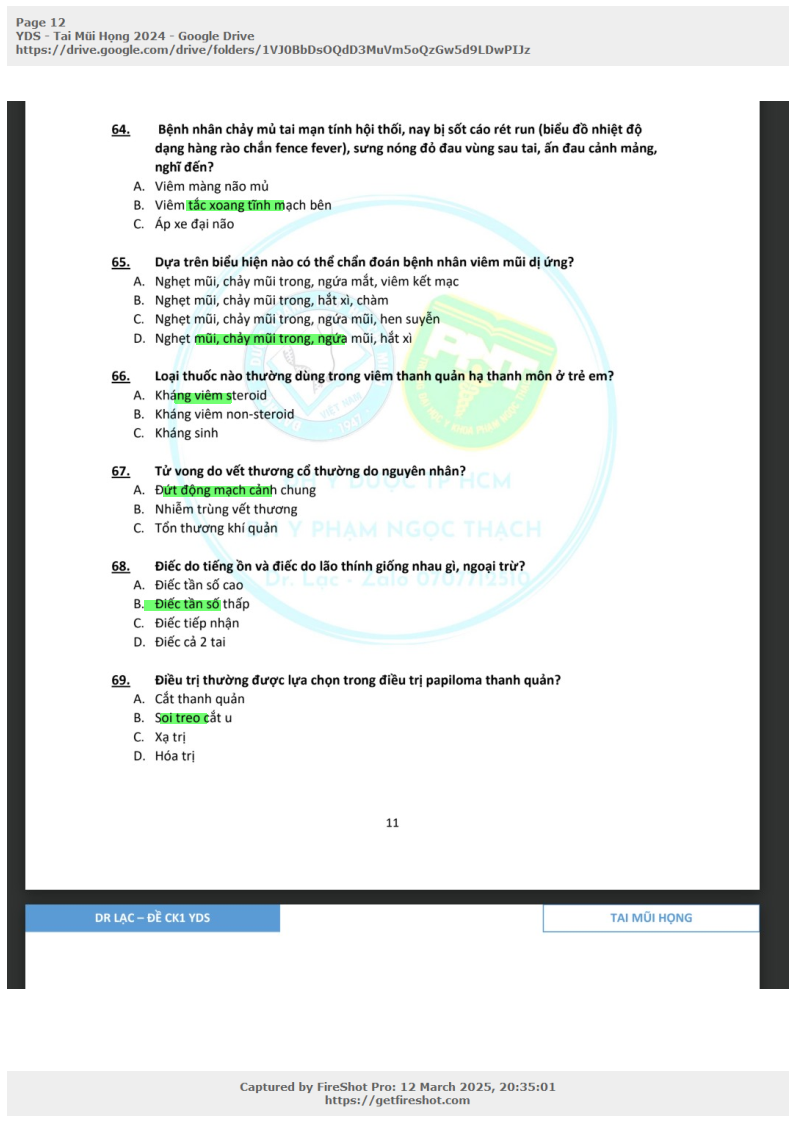 Page 12
YDS - Tai Mũi Họng 2024 - Google Drive
https://drive.google.com/drive/folders/1VJ0BbDsOQdD3MuVm5oQzGw5d9LDwPIJz
64. Bệnh nhân chảy mủ tai mạn tính hội thối, nay bị sốt cáo rét run (biểu đồ nhiệt độ
dạng hàng rào chắn fence fever), sưng nóng đỏ đau vùng sau tai, ấn đau cảnh mảng,
nghĩ đến?
A. Viêm màng não mủ
B. Viêm tắc xoang tĩnh mạch bên
C. Áp xe đại não
65. Dựa trên biểu hiện nào có thể chẩn đoán bệnh nhân viêm mũi dị ứng?
A. Nghẹt mũi, chảy mũi trong, ngứa mắt, viêm kết mạc
B. Nghẹt mũi, chảy mũi trong, hắt xì, chàm
C. Nghẹt mũi, chảy mũi trong, ngứa mũi, hen suyễn
D. Nghẹt mũi, chảy mũi trong, ngứa mũi, hắt xì
66. Loại thuốc nào thường dùng trong viêm thanh quản hạ thanh môn ở trẻ em?
A. Kháng viêm steroid
B. Kháng viêm non-steroid
C. Kháng sinh
67. Tử vong do vết thương cổ thường do nguyên nhân?
A. Đứt động mạch cảnh chung
B. Nhiễm trùng vết thương
C. Tổn thương khí quản
ĐH Y DƯỢC TP HCM
ĐH Y PHẠM NGỌC THẠCH
Dr. Lạc - Zalo 0707712510
68. Điếc do tiếng ồn và điếc do lão thính giống nhau gì, ngoại trừ?
A. Điếc tần số cao
B. Điếc tần số thấp
C. Điếc tiếp nhận
D. Điếc cả 2 tai
69. Điều trị thường được lựa chọn trong điều trị papiloma thanh quản?
A. Cắt thanh quản
B. Soi treo cắt u
C. Xạ trị
D. Hóa trị
11
DR LẠC – ĐỀ CK1 YDS
TAI MŨI HỌNG
Captured by FireShot Pro: 12 March 2025, 20:35:01
https://getfireshot.com